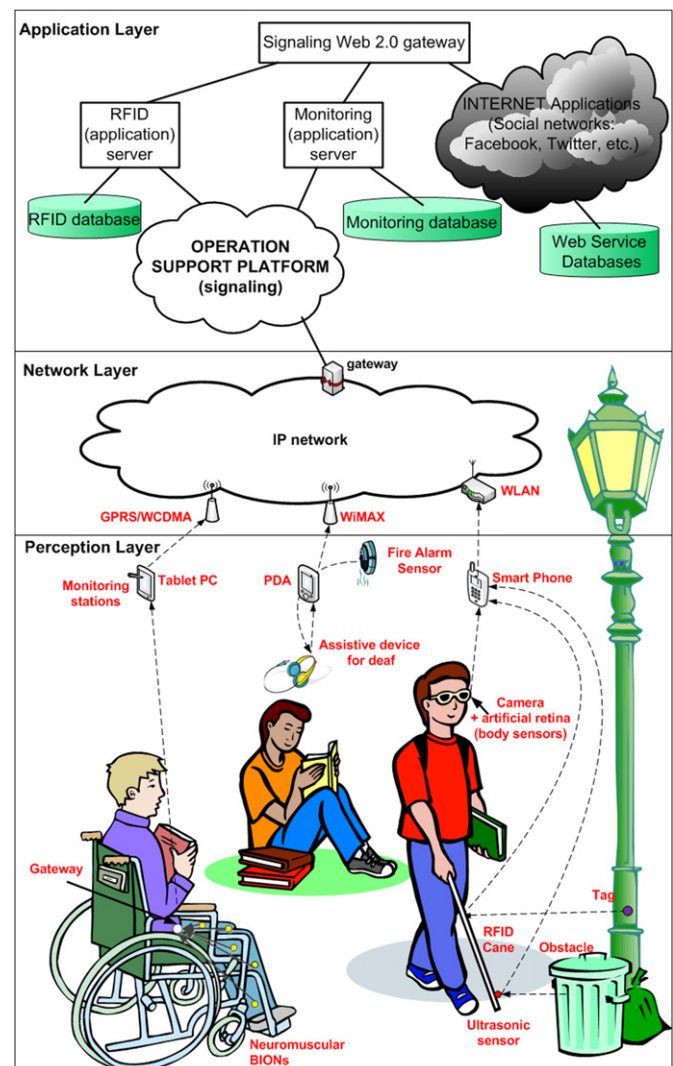 Application Layer
Signaling Web 2.0 gateway
RFID
(application)
server
Monitoring
(application)
server
INTERNET Applications
(Social networks:
Facebook, Twitter, etc.)
RFID database
Monitoring database
Web Service
Databases
OPERATION
SUPPORT PLATFORM
(signaling)
Network Layer
gateway
IP network
GPRS/WCDMA
WiMAX
WLAN
Perception Layer
Monitoring
stations
Tablet PC
PDA
Fire Alarm
Sensor
Smart Phone
Assistive device
for deaf
Camera
+ artificial retina
(body sensors)
Gateway
Tag
RFID
Cane
Obstacle
Ultrasonic
sensor
Neuromuscular
BIONs